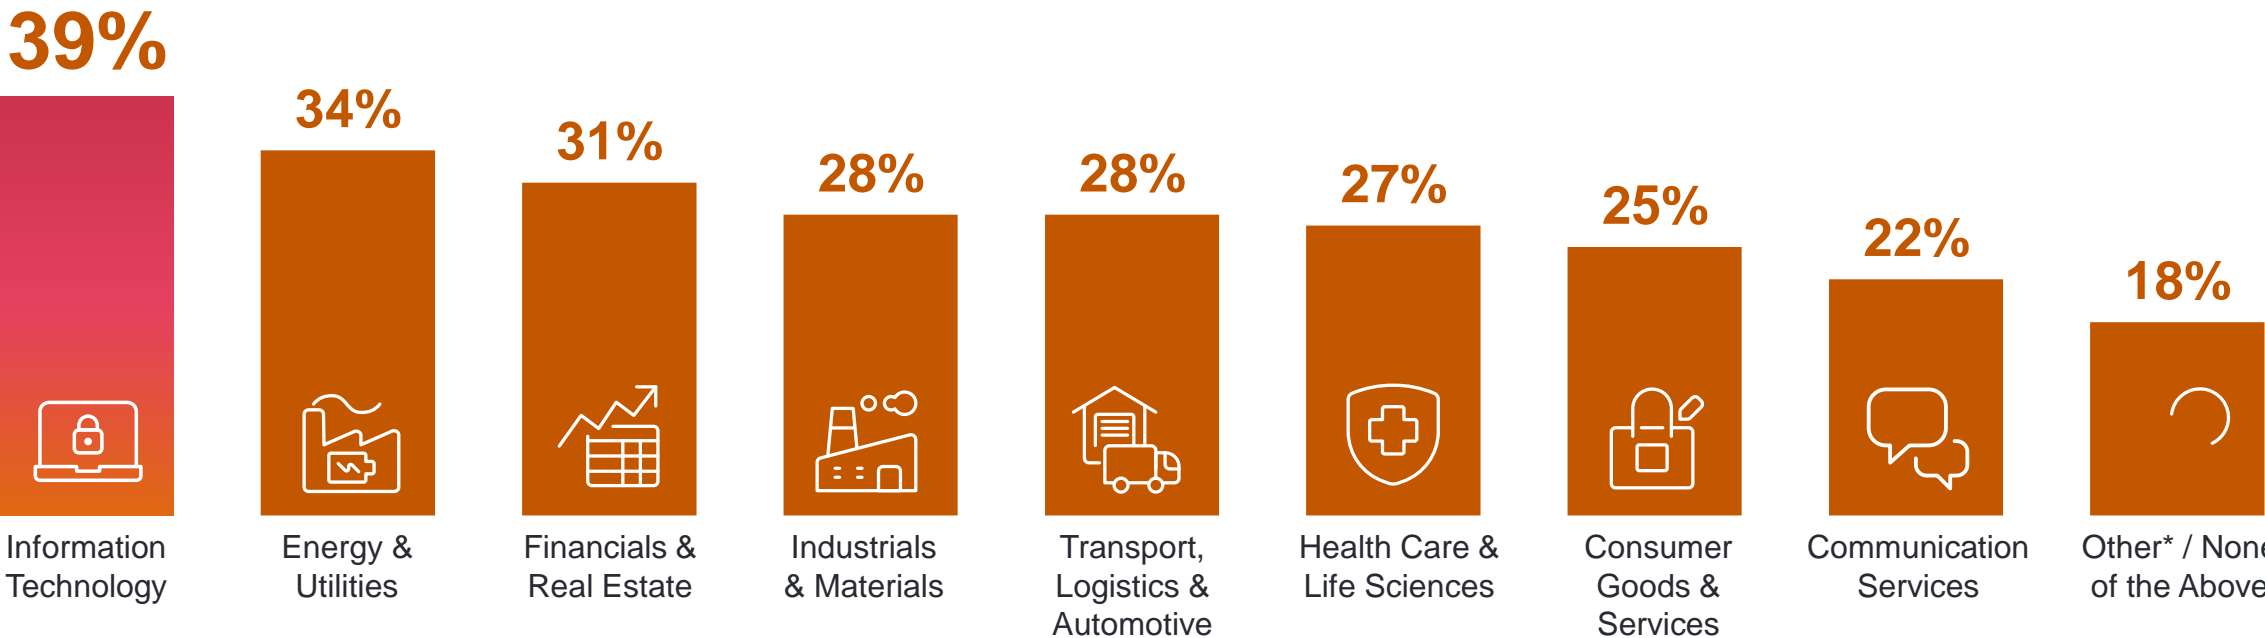 39%
34%
31%
28%
28%
27%
25%
22%
18%
Information
Technology
Energy &
Utilities
Financials &
Real Estate
Industrials
& Materials
Transport,
Logistics &
Automotive
Health Care &
Life Sciences
Consumer
Goods &
Services
Communication
Services
Other* / None
of the Above